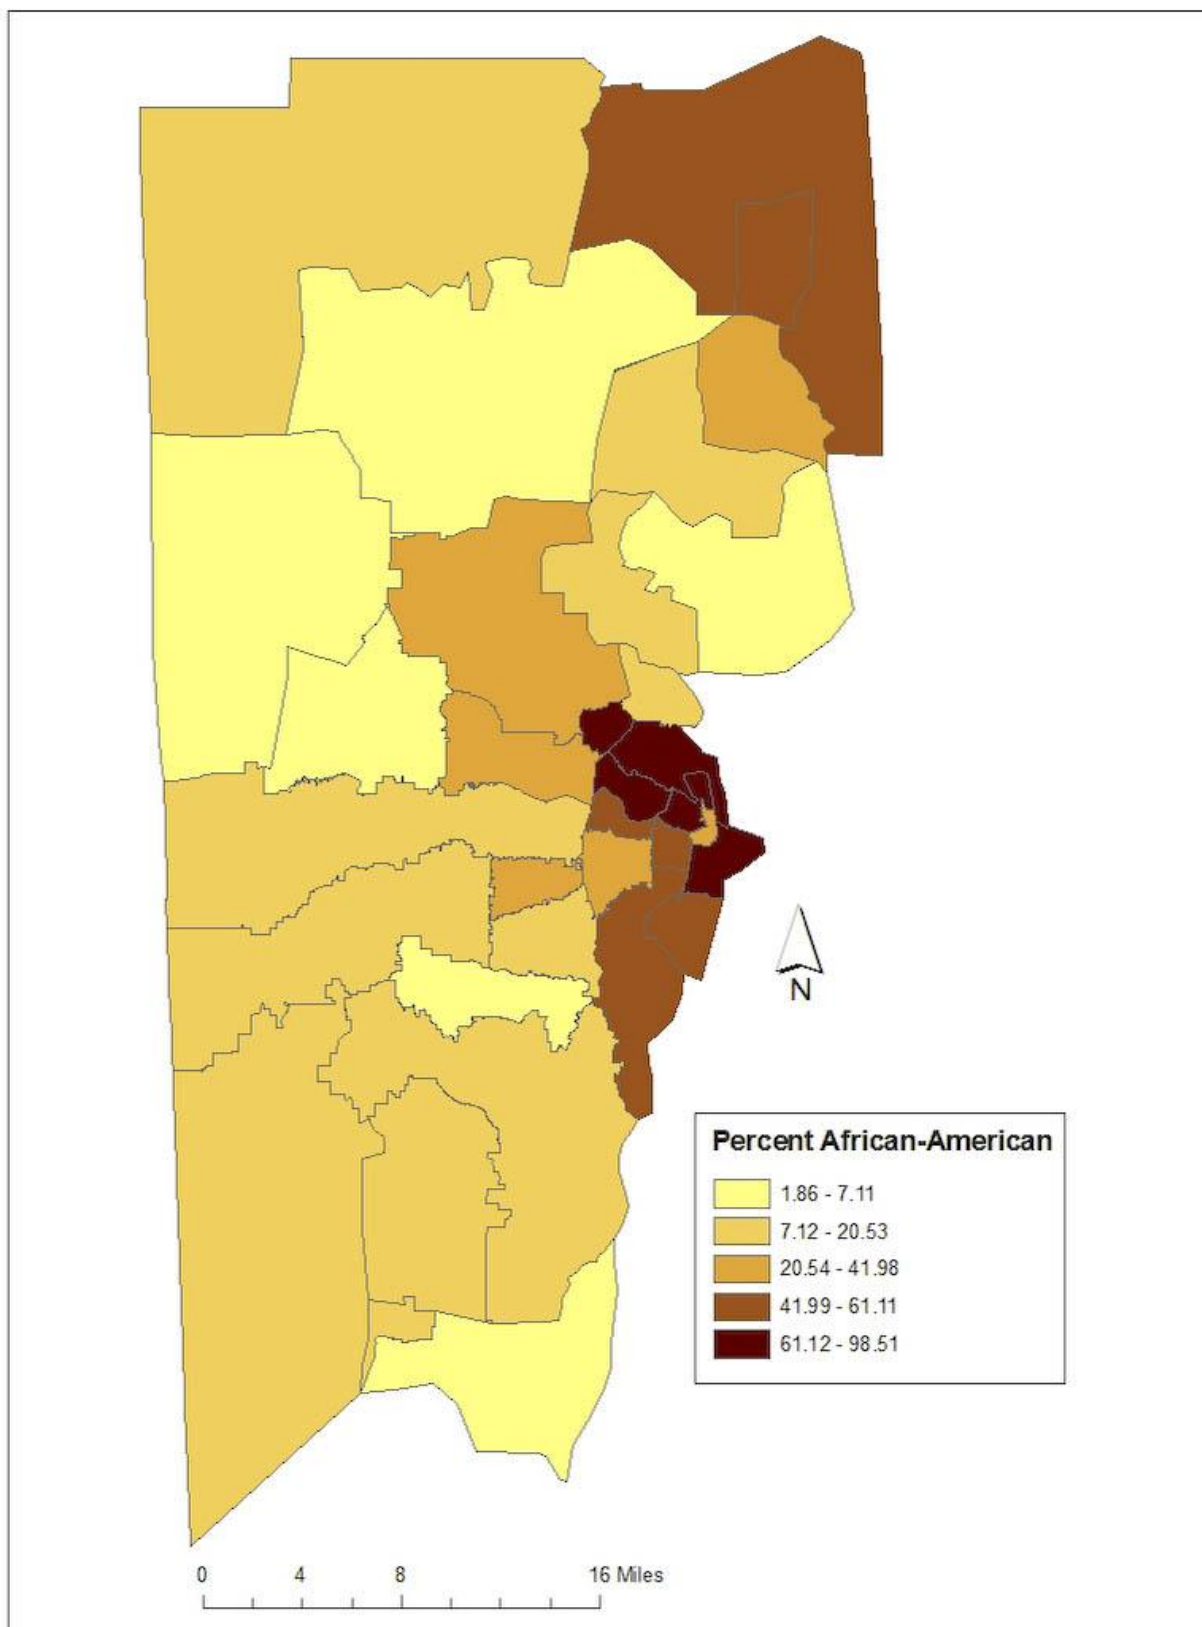 N
Percent African-American
1.86 - 7.11
7.12 - 20.53
20.54 - 41.98
41.99 - 61.11
61.12 - 98.51
0 4 8 16 Miles